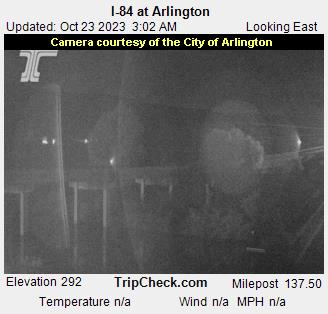 I-84 at Arlington
Updated: Oct 23 2023 3:02 AM Looking East
Camera courtesy of the City of Arlington
Elevation 292 TripCheck.com Milepost 137.50
Temperature n/a Wind n/a MPH n/a